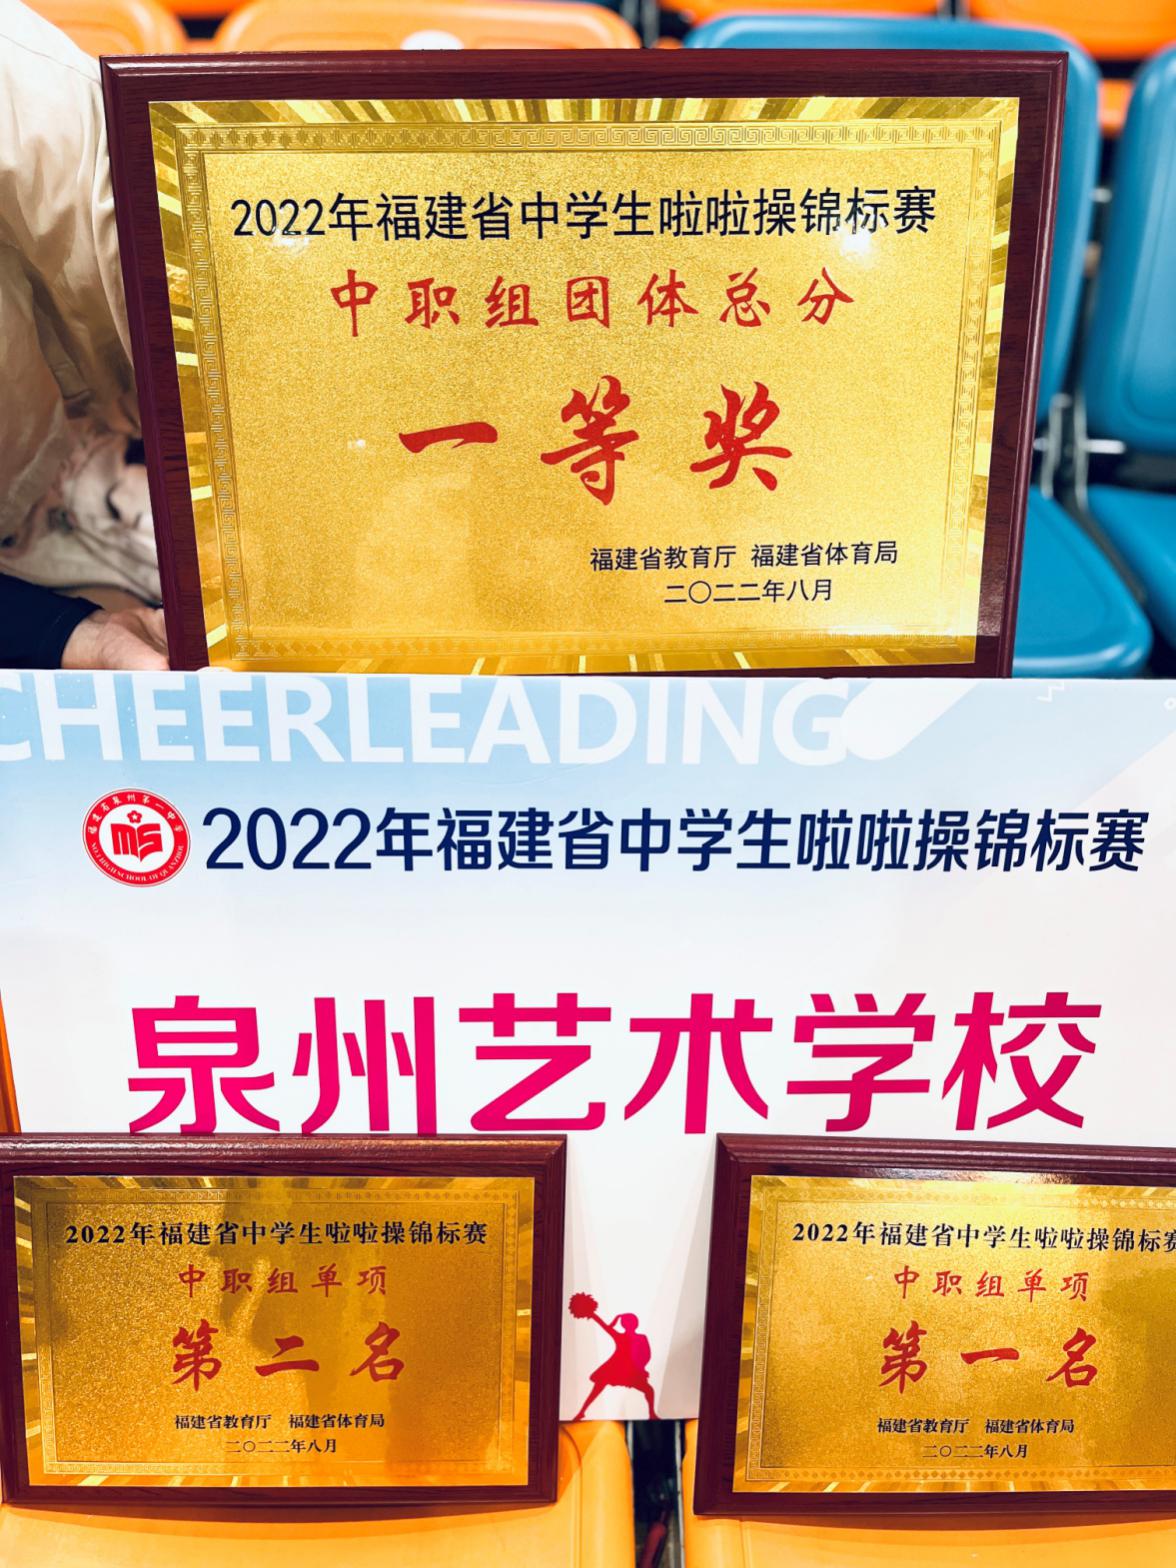 2022年福建省中学生啦啦操锦标赛
中职组团体总分
一等奖
福建省教育厅 福建省体育局
二〇二二年八月
CHEERLEADING
MS
2022年福建省中学生啦啦操锦标赛
泉州艺术学校
2022年福建省中学生啦啦操锦标赛
中职组单项
第二名
福建省教育厅 福建省体育局
二〇二二年八月
2022年福建省中学生啦啦操锦标赛
中职组单项
第一名
福建省教育厅 福建省体育局
二〇二二年八月